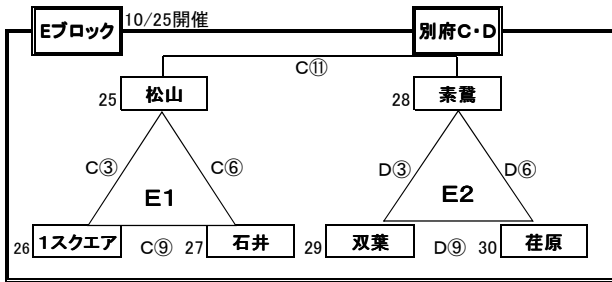 Eブロック 10/25開催 別府C・D
C⑪
25 松山 28 素鵞
C③ C⑥ D③ D⑥
E1 E2
26 1スクエア C⑨ 27 石井 29 双葉 D⑨ 30 荏原